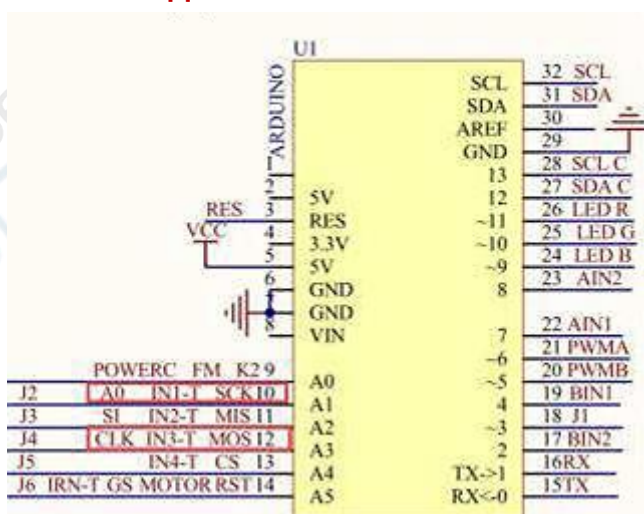 U1
ARDUINO
SCL 32 SCL
SDA 31 SDA
AREF 30
GND 29
1 13 28 SCL C
2 5V 12 27 SDA C
RES 3 RES ~11 26 LED R
VCC 4 3.3V ~10 25 LED G
5 5V ~9 24 LED B
6 GND 8 23 AIN2
GND
8 VIN 7 22 AIN1
~6 21 PWMA
POWERC FM K2 9 A0 ~5 20 PWMB
J2 A0 IN1-T SCK 10 A1 4 19 BIN1
J3 SI IN2-T MIS 11 A2 ~3 18 J1
J4 CLK IN3-T MOS 12 A3 2 17 BIN2
J5 IN4-T CS 13 A4 TX->1 16RX
J6 IRN-T GS MOTOR RST 14 A5 RX<-0 15TX